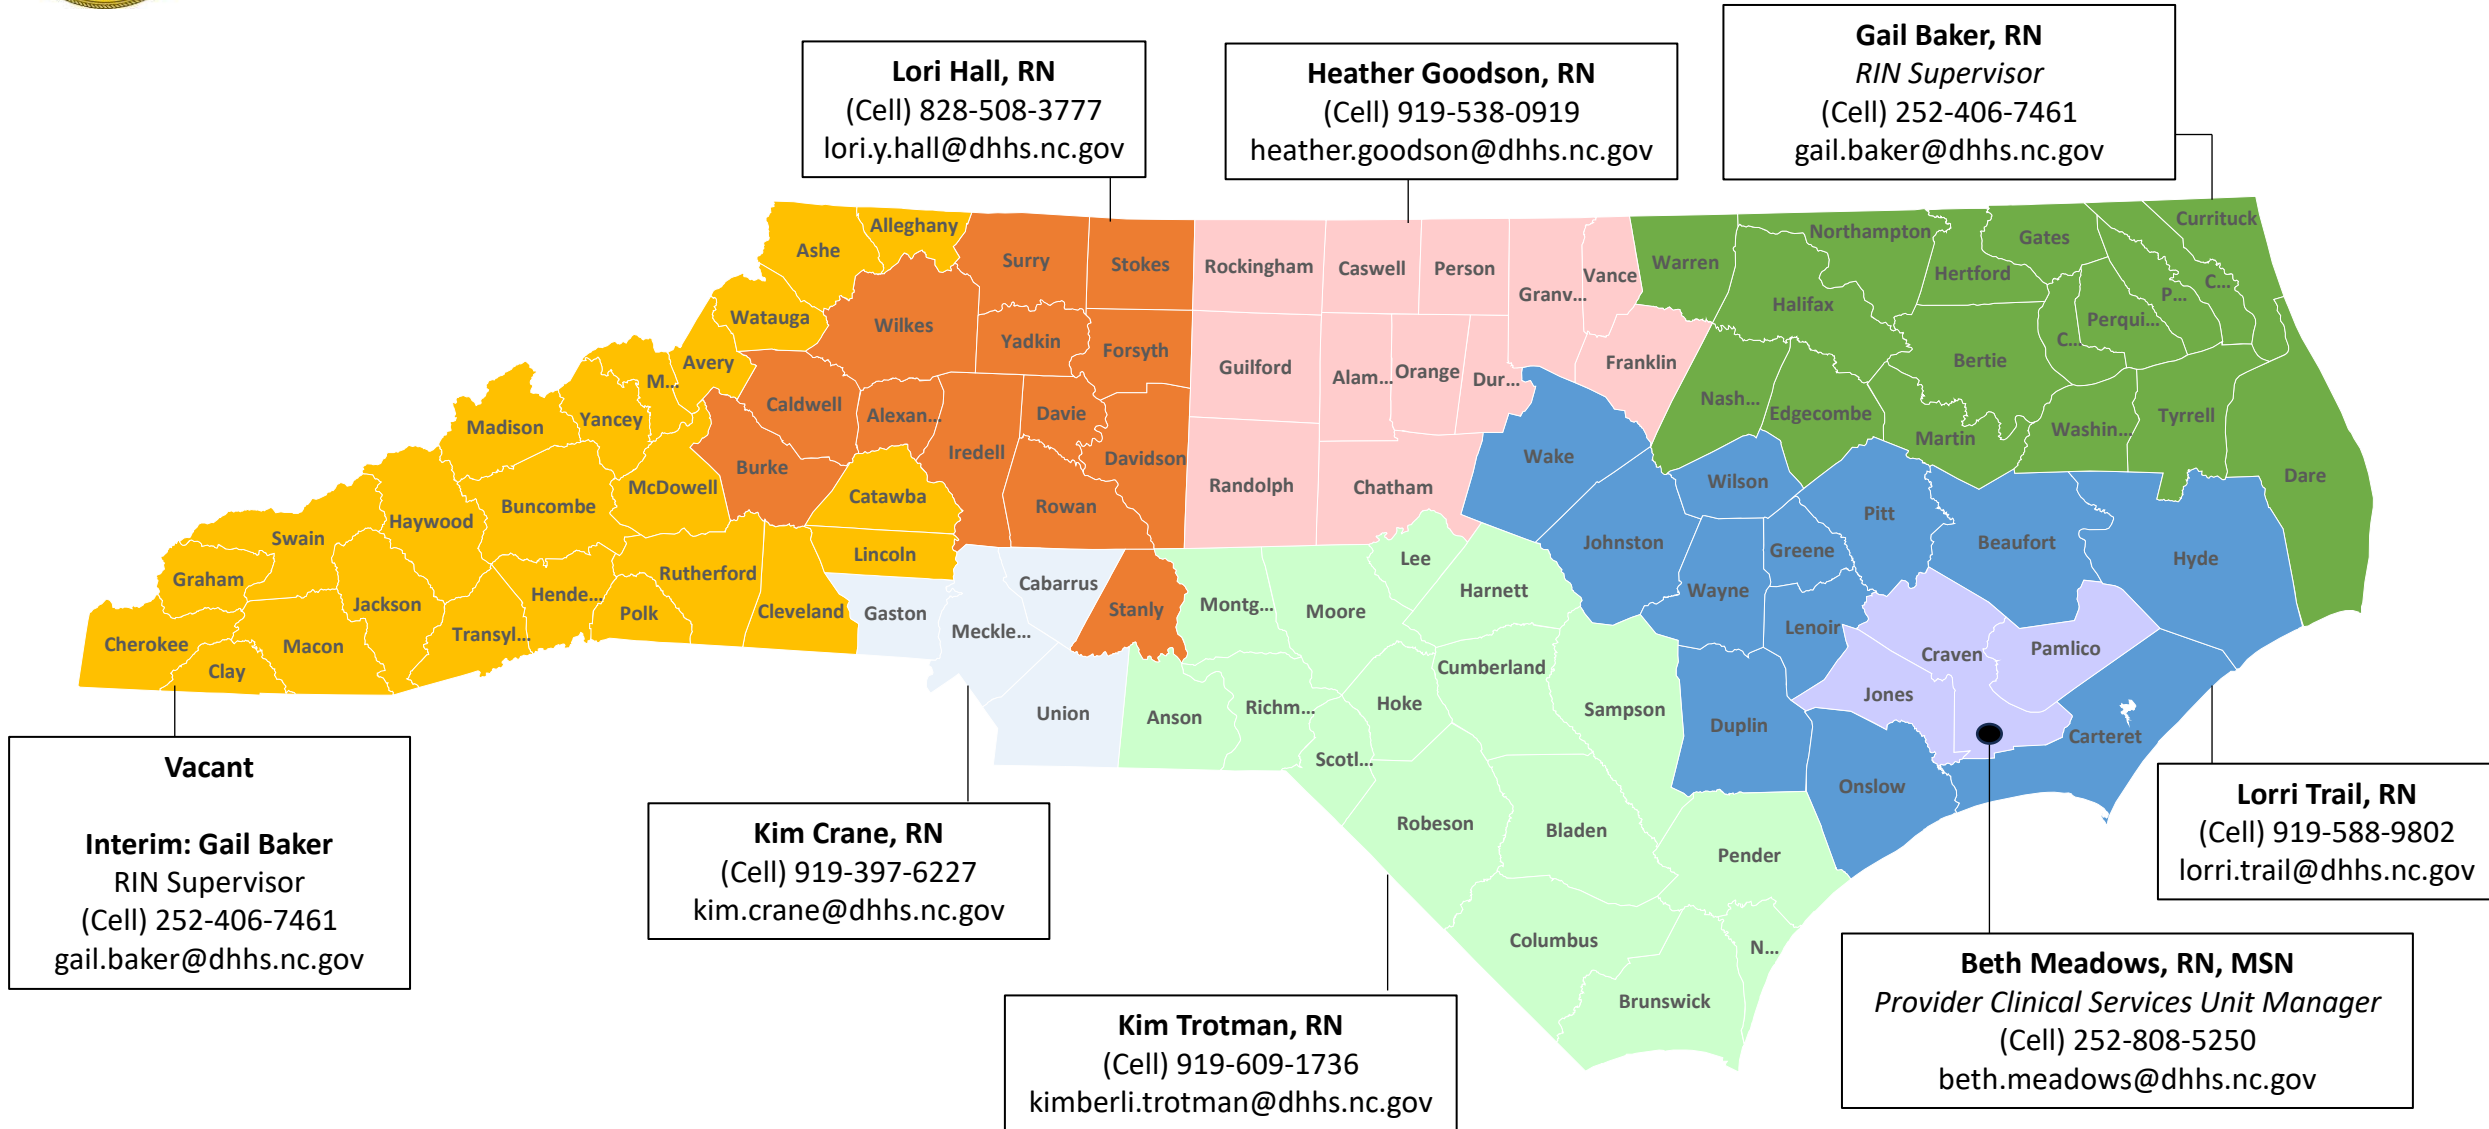 Lori Hall, RN
(Cell) 828-508-3777
lori.y.hall@dhhs.nc.gov
Heather Goodson, RN
(Cell) 919-538-0919
heather.goodson@dhhs.nc.gov
Gail Baker, RN
RIN Supervisor
(Cell) 252-406-7461
gail.baker@dhhs.nc.gov
Ashe
Alleghany
Surry
Stokes
Rockingham
Caswell
Person
Granv...
Vance
Warren
Northampton
Gates
Currituck
Hertford
Halifax
P...
C...
Watauga
Wilkes
Yadkin
Forsyth
Guilford
Alam...
Orange
Dur...
Franklin
Bertie
C...
Perqui...
Avery
M...
Caldwell
Alexan...
Davie
Nash...
Edgecombe
Martin
Washin...
Tyrrell
Madison
Yancey
Burke
Iredell
Davidson
Randolph
Chatham
Wake
Wilson
Dare
McDowell
Catawba
Rowan
Buncombe
Haywood
Swain
Pitt
Lincoln
Johnston
Greene
Beaufort
Hyde
Graham
Jackson
Hende...
Rutherford
Polk
Cleveland
Gaston
Cabarrus
Stanly
Montg...
Moore
Lee
Harnett
Wayne
Lenoir
Cherokee
Clay
Macon
Transyl...
Meckle...
Union
Anson
Richm...
Hoke
Cumberland
Sampson
Duplin
Jones
Craven
Pamlico
Carteret
Onslow
Scotl...
Robeson
Bladen
Pender
Columbus
N...
Brunswick
Vacant
Interim: Gail Baker
RIN Supervisor
(Cell) 252-406-7461
gail.baker@dhhs.nc.gov
Kim Crane, RN
(Cell) 919-397-6227
kim.crane@dhhs.nc.gov
Kim Trotman, RN
(Cell) 919-609-1736
kimberli.trotman@dhhs.nc.gov
Lorri Trail, RN
(Cell) 919-588-9802
lorri.trail@dhhs.nc.gov
Beth Meadows, RN, MSN
Provider Clinical Services Unit Manager
(Cell) 252-808-5250
beth.meadows@dhhs.nc.gov